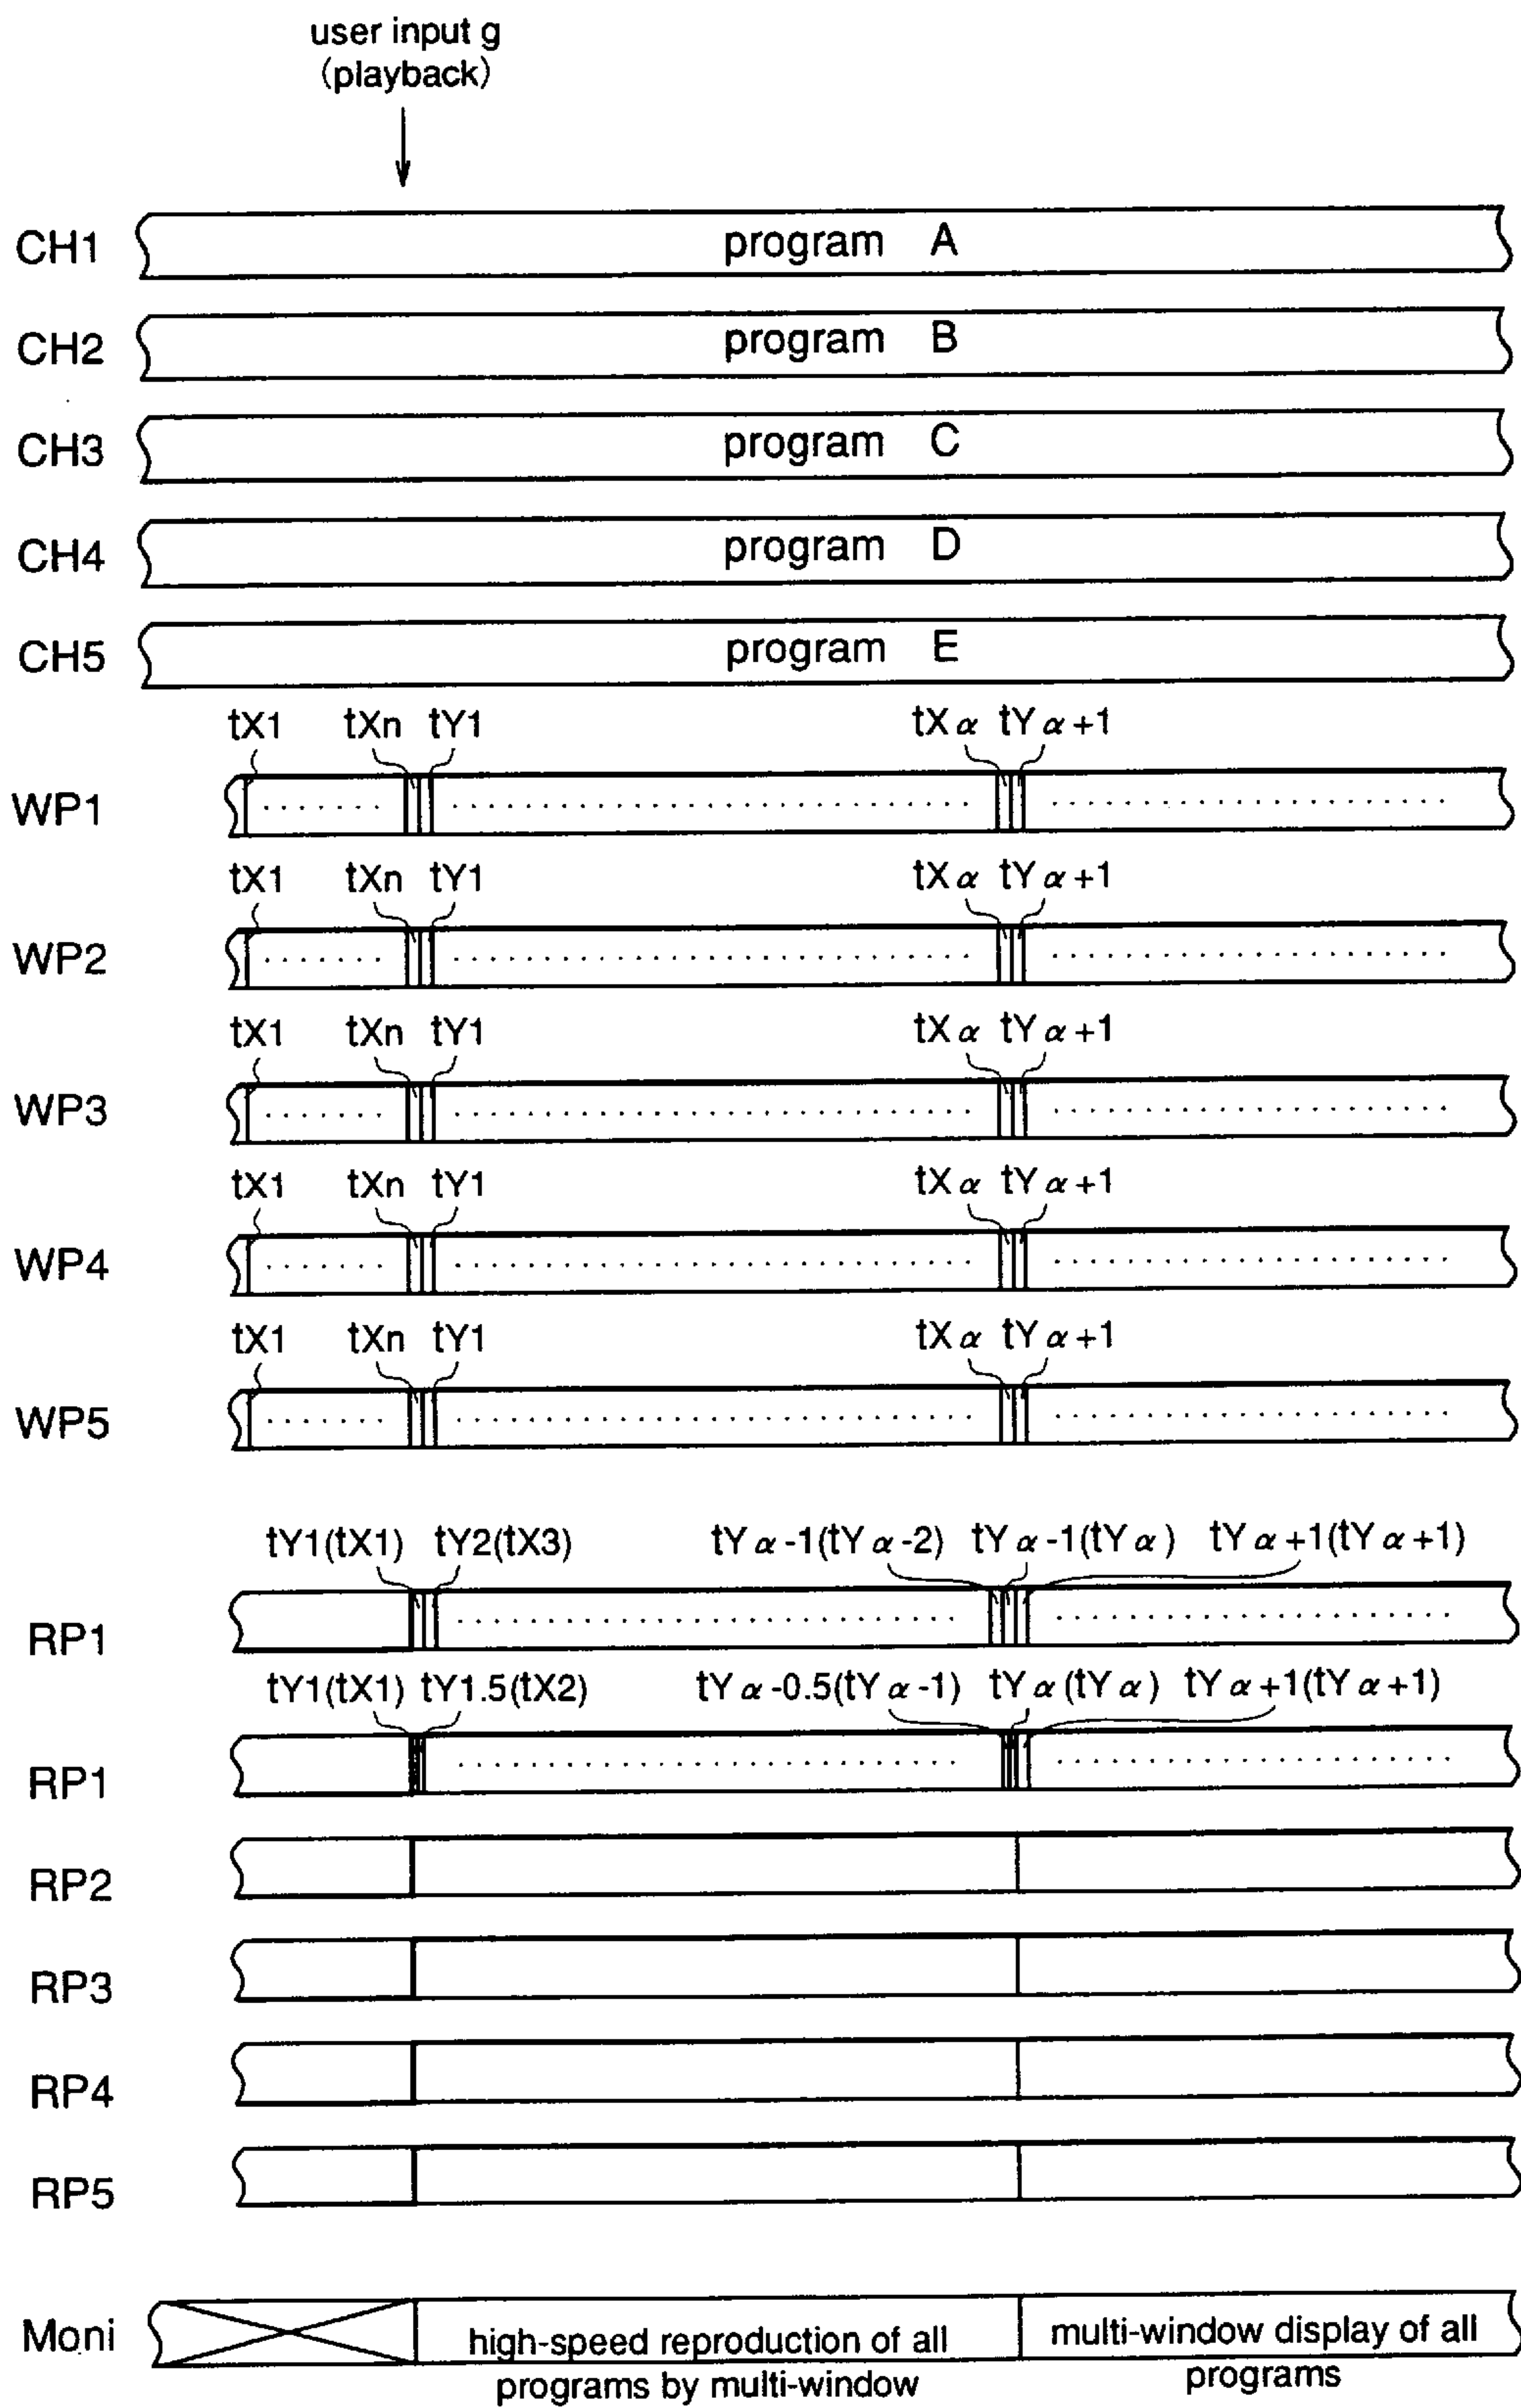 user input g
(playback)
CH1 program A
CH2 program B
CH3 program C
CH4 program D
CH5 program E
tX1 tXn tY1 tXα tYα+1
WP1
tX1 tXn tY1 tXα tYα+1
WP2
tX1 tXn tY1 tXα tYα+1
WP3
tX1 tXn tY1 tXα tYα+1
WP4
tX1 tXn tY1 tXα tYα+1
WP5
tY1(tX1) tY2(tX3) tYα-1(tYα-2) tYα-1(tYα) tYα+1(tYα+1)
RP1
tY1(tX1) tY1.5(tX2) tYα-0.5(tYα-1) tYα(tYα) tYα+1(tYα+1)
RP1
RP2
RP3
RP4
RP5
Moni
high-speed reproduction of all
programs by multi-window
multi-window display of all
programs